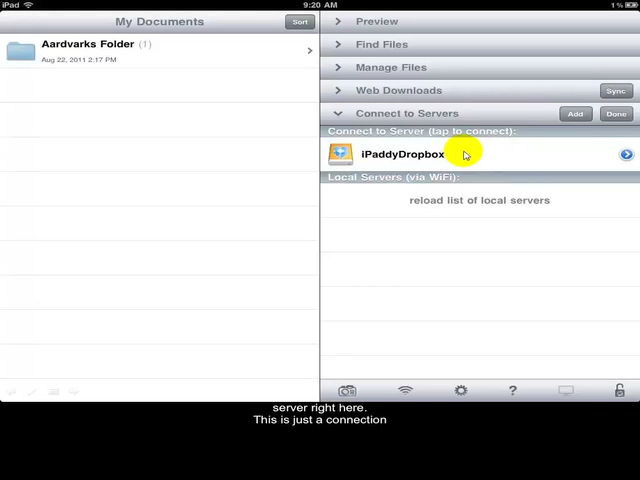 iPad 9:20 AM 1%
My Documents Sort
Aardvarks Folder (1)
Aug 22, 2011 2:17 PM
Preview
Find Files
Manage Files
Web Downloads Sync
Connect to Servers Add Done
Connect to Server (tap to connect):
iPaddyDropbox
Local Servers (via WiFi):
reload list of local servers
?
server right here.
This is just a connection